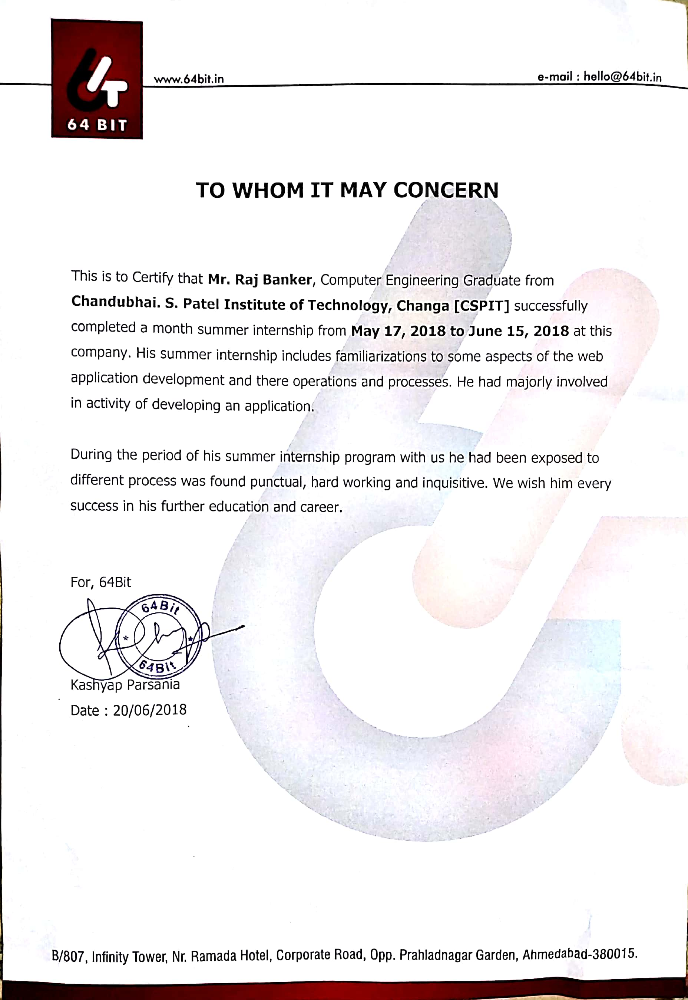 64 BIT
www.64bit.in
e-mail : hello@64bit.in
TO WHOM IT MAY CONCERN
This is to Certify that Mr. Raj Banker, Computer Engineering Graduate from
Chandubhai. S. Patel Institute of Technology, Changa [CSPIT] successfully
completed a month summer internship from May 17, 2018 to June 15, 2018 at this
company. His summer internship includes familiarizations to some aspects of the web
application development and there operations and processes. He had majorly involved
in activity of developing an application.
During the period of his summer internship program with us he had been exposed to
different process was found punctual, hard working and inquisitive. We wish him every
success in his further education and career.
For, 64Bit
64Bit
64Bit
Kashyap Parsania
Date : 20/06/2018
B/807, Infinity Tower, Nr. Ramada Hotel, Corporate Road, Opp. Prahladnagar Garden, Ahmedabad-380015.